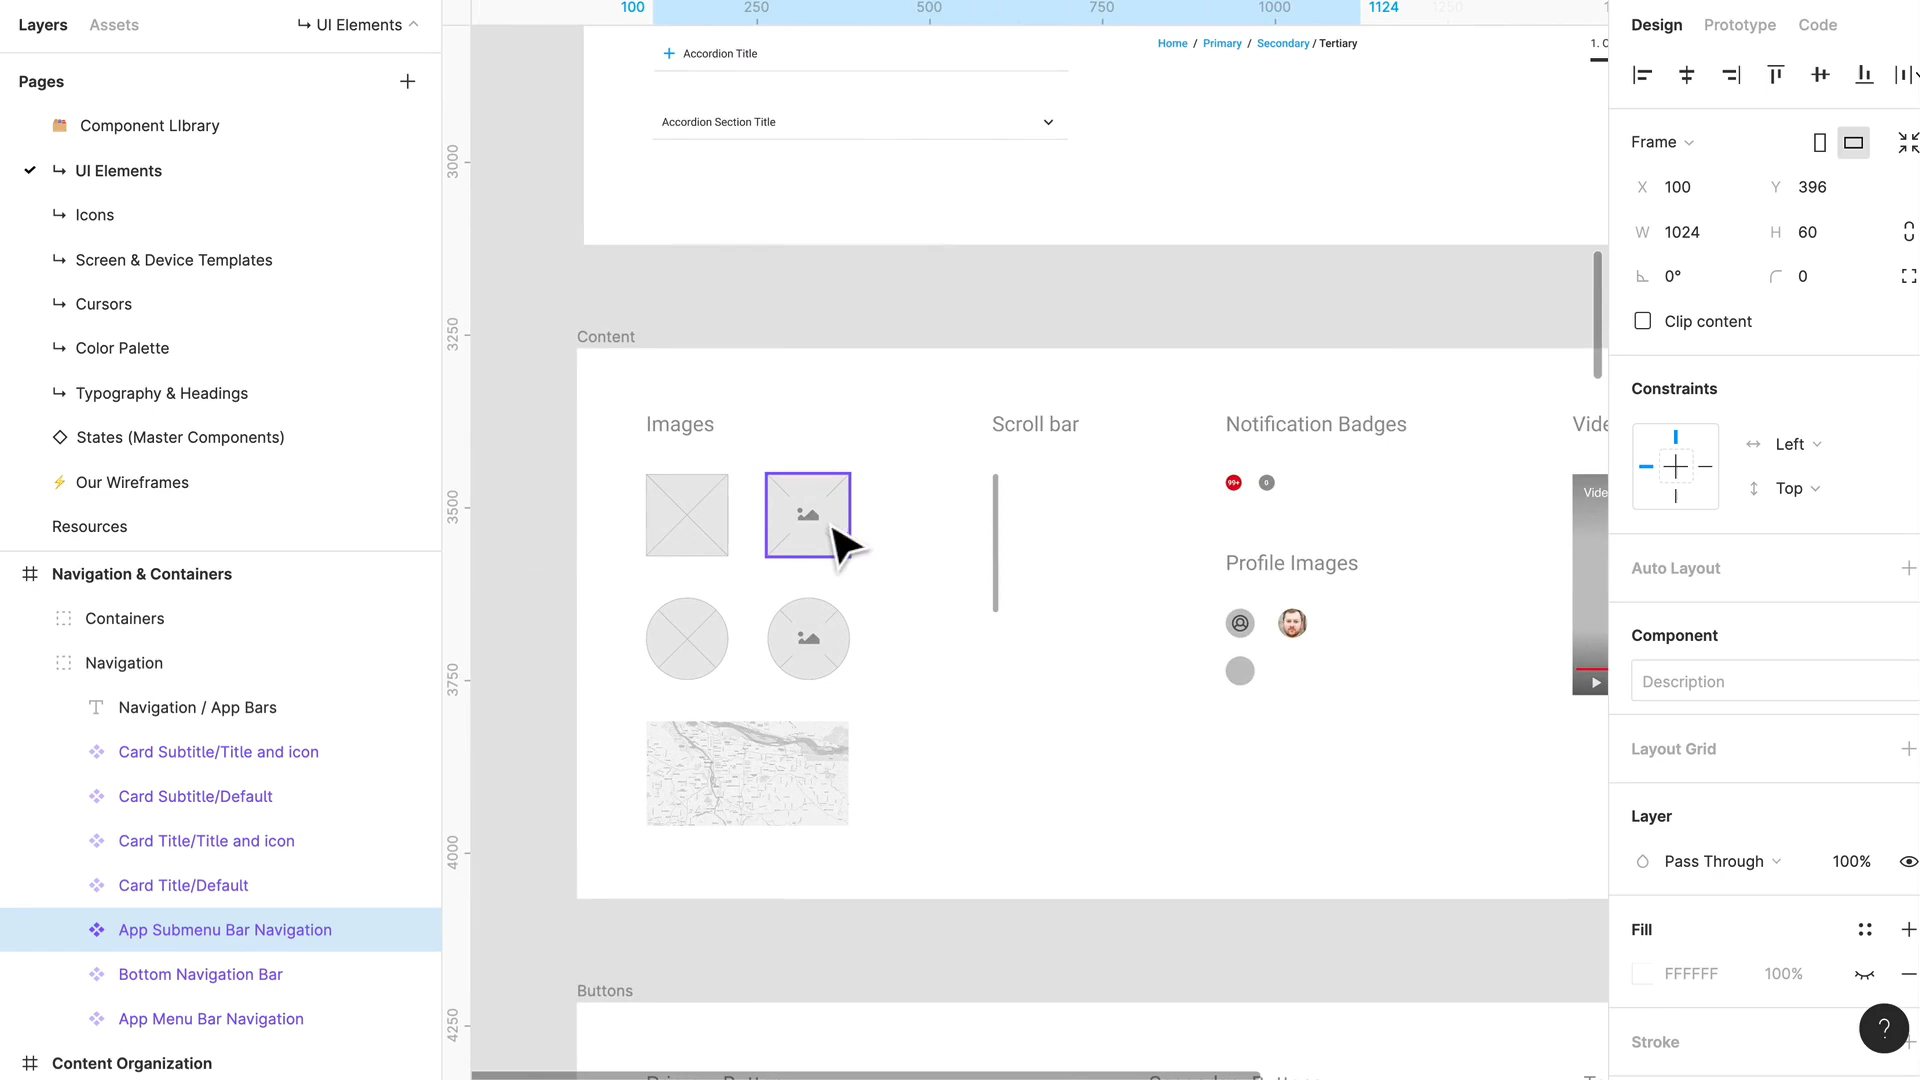 Layers
Assets
UI Elements
Pages
Component LIbrary
UI Elements
Icons
Screen & Device Templates
Cursors
Color Palette
Typography & Headings
States (Master Components)
Our Wireframes
Resources
Navigation & Containers
Containers
Navigation
Navigation / App Bars
Card Subtitle/Title and icon
Card Subtitle/Default
Card Title/Title and icon
Card Title/Default
App Submenu Bar Navigation
Bottom Navigation Bar
App Menu Bar Navigation
Content Organization
100
250
500
750
1000
1124
1250
3000
3250
3500
3750
4000
4250
Accordion Title
Home / Primary / Secondary / Tertiary
Accordion Section Title
Content
Images
Scroll bar
Notification Badges
99+
0
Profile Images
Buttons
Design
Prototype
Code
Frame
X 100
Y 396
W 1024
H 60
0°
0
Clip content
Constraints
Left
Top
Auto Layout
Component
Description
Layout Grid
Layer
Pass Through
100%
Fill
FFFFFF
100%
?
Stroke